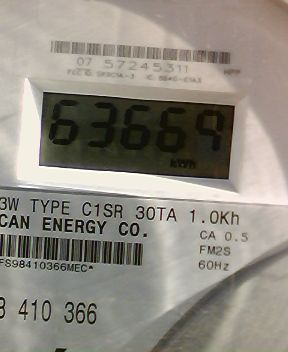 07 57245311
63669
kWh
3W TYPE C1SR 30TA 1.0Kh
CAN ENERGY CO.
CA 0.5
FM2S
60Hz
FS98410366MEC*
8 410 366